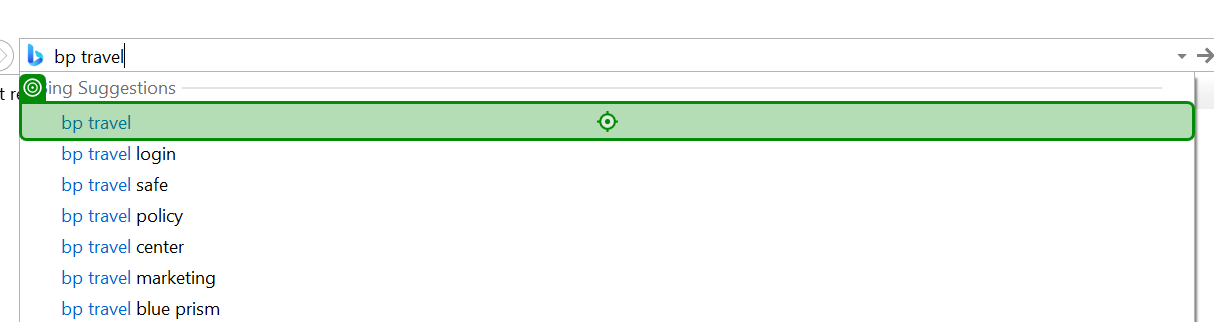 bp travel
t re
ing Suggestions
bp travel
bp travel login
bp travel safe
bp travel policy
bp travel center
bp travel marketing
bp travel blue prism